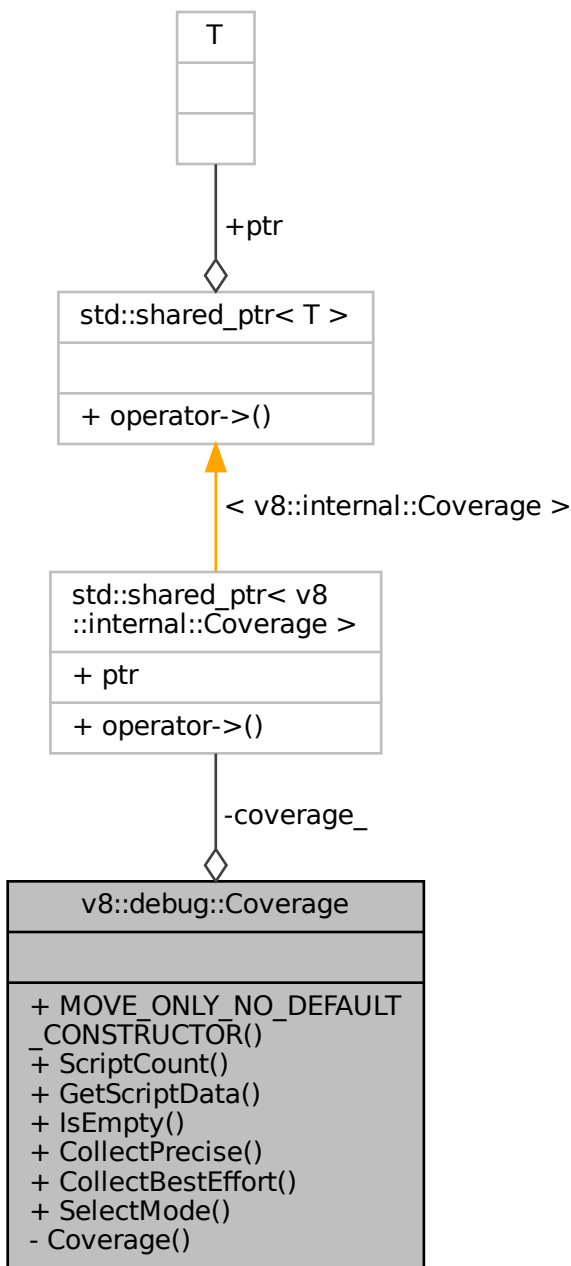 T
+ptr
std::shared_ptr< T >
+ operator->()
< v8::internal::Coverage >
std::shared_ptr< v8
::internal::Coverage >
+ ptr
+ operator->()
-coverage_
v8::debug::Coverage
+ MOVE_ONLY_NO_DEFAULT
_CONSTRUCTOR()
+ ScriptCount()
+ GetScriptData()
+ IsEmpty()
+ CollectPrecise()
+ CollectBestEffort()
+ SelectMode()
- Coverage()